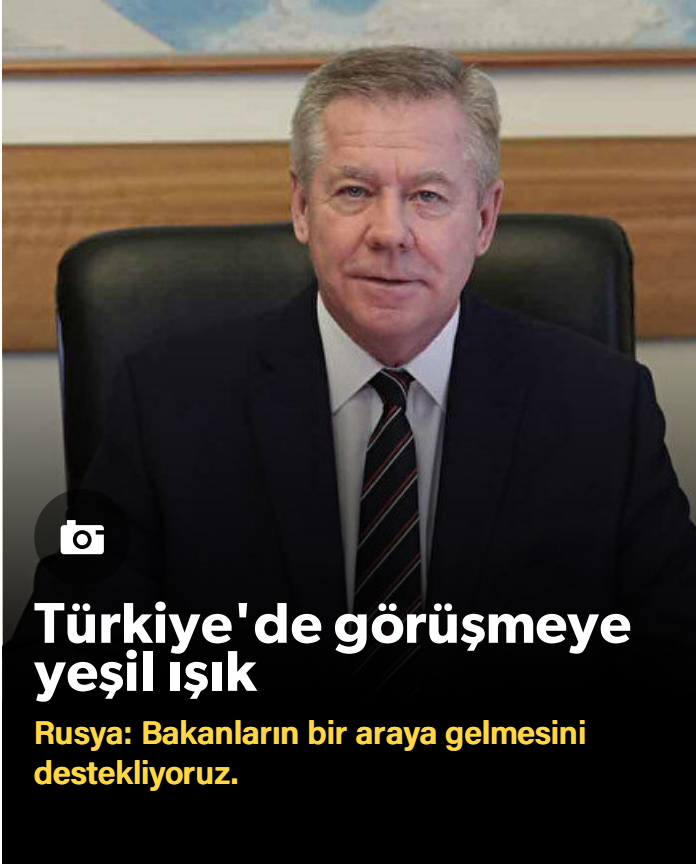 Türkiye'de görüşmeye
yeşil ışık
Rusya: Bakanların bir araya gelmesini
destekliyoruz.